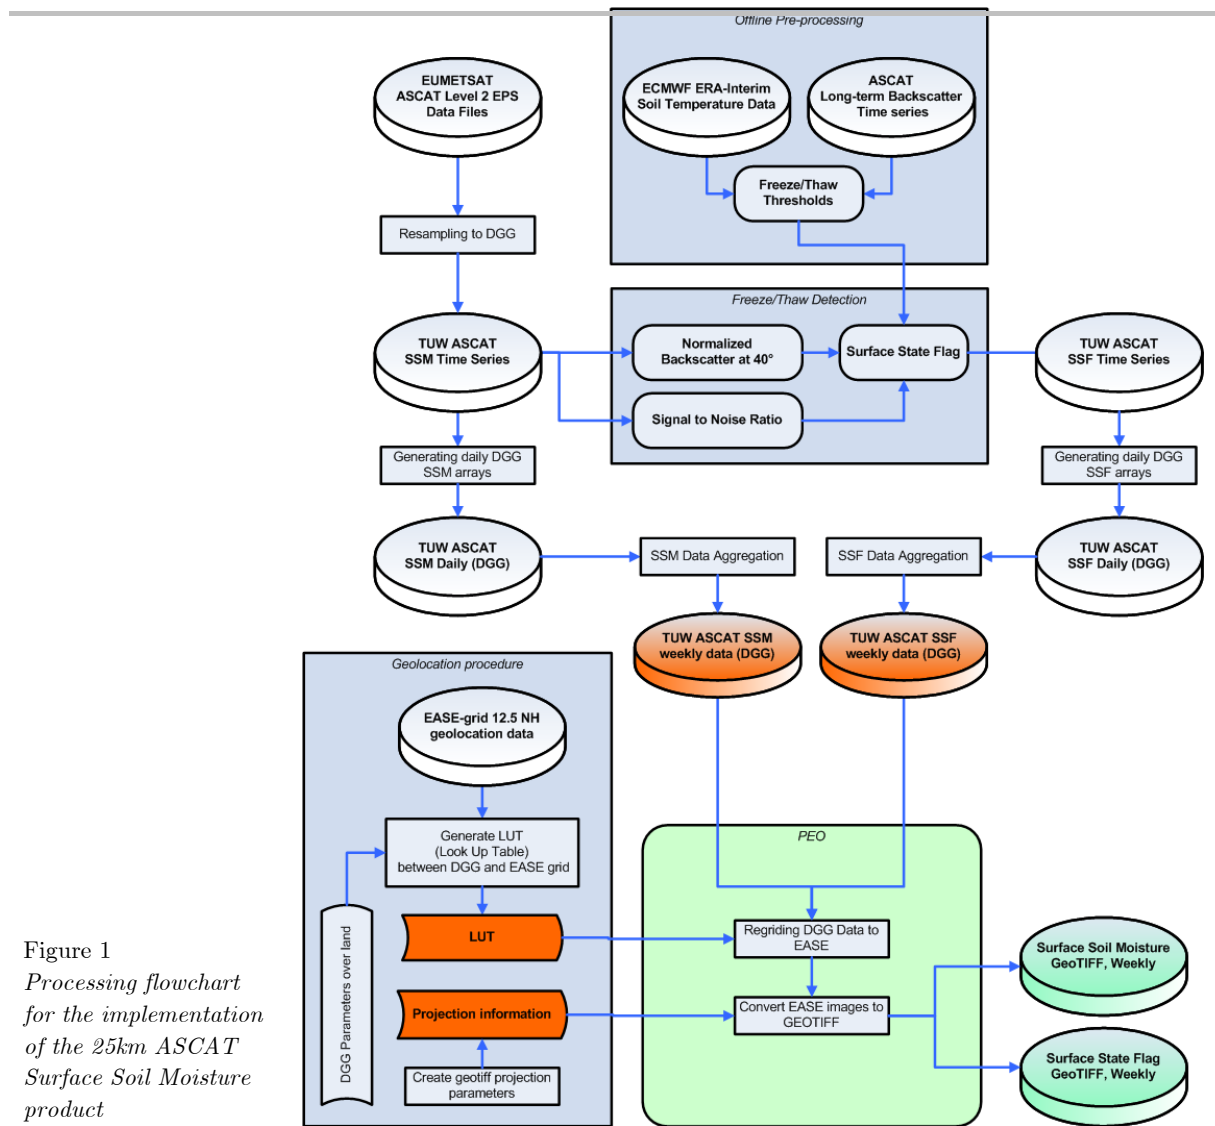 Offline Pre-processing
EUMETSAT
ASCAT Level 2 EPS
Data Files
ECMWF ERA-Interim
Soil Temperature Data
ASCAT
Long-term Backscatter
Time series
Freeze/Thaw
Thresholds
Resampling to DGG
Freeze/Thaw Detection
TUW ASCAT
SSM Time Series
Normalized
Backscatter at 40°
Surface State Flag
TUW ASCAT
SSF Time Series
Signal to Noise Ratio
Generating daily DGG
SSM arrays
Generating daily DGG
SSF arrays
TUW ASCAT
SSM Daily (DGG)
SSM Data Aggregation
SSF Data Aggregation
TUW ASCAT
SSF Daily (DGG)
TUW ASCAT SSM
weekly data (DGG)
TUW ASCAT SSF
weekly data (DGG)
Geolocation procedure
EASE-grid 12.5 NH
geolocation data
Generate LUT
(Look Up Table)
between DGG and EASE grid
PEO
DGG Parameters over land
LUT
Regriding DGG Data to
EASE
Projection information
Convert EASE images to
GEOTIFF
Create geotiff projection
parameters
Surface Soil Moisture
GeoTIFF, Weekly
Surface State Flag
GeoTIFF, Weekly
Figure 1
Processing flowchart
for the implementation
of the 25km ASCAT
Surface Soil Moisture
product